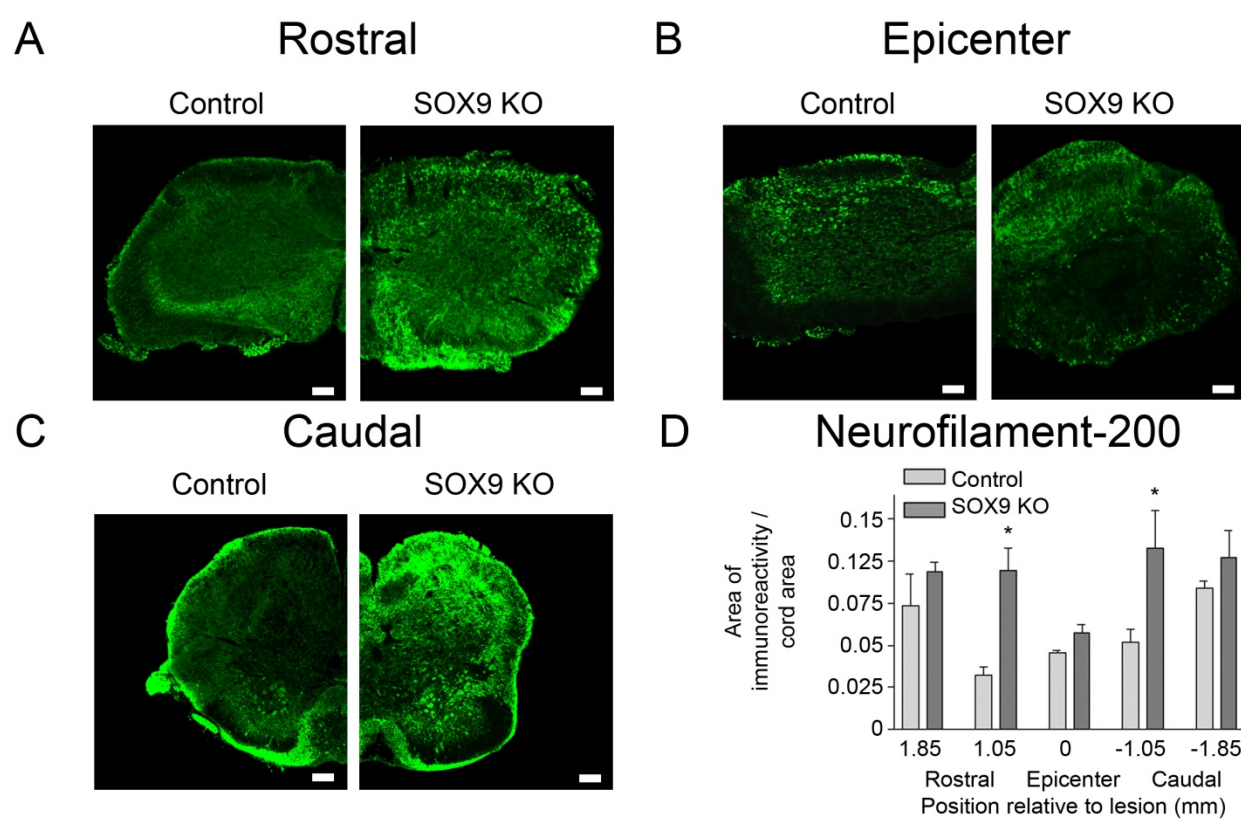 A
Rostral
Control
SOX9 KO
B
Epicenter
Control
SOX9 KO
C
Caudal
Control
SOX9 KO
D
Neurofilament-200
Control
SOX9 KO
Area of
immunoreactivity /
cord area
0.15
0.125
0.075
0.05
0.025
0
*
*
1.85
1.05
0
-1.05
-1.85
Rostral
Epicenter
Caudal
Position relative to lesion (mm)